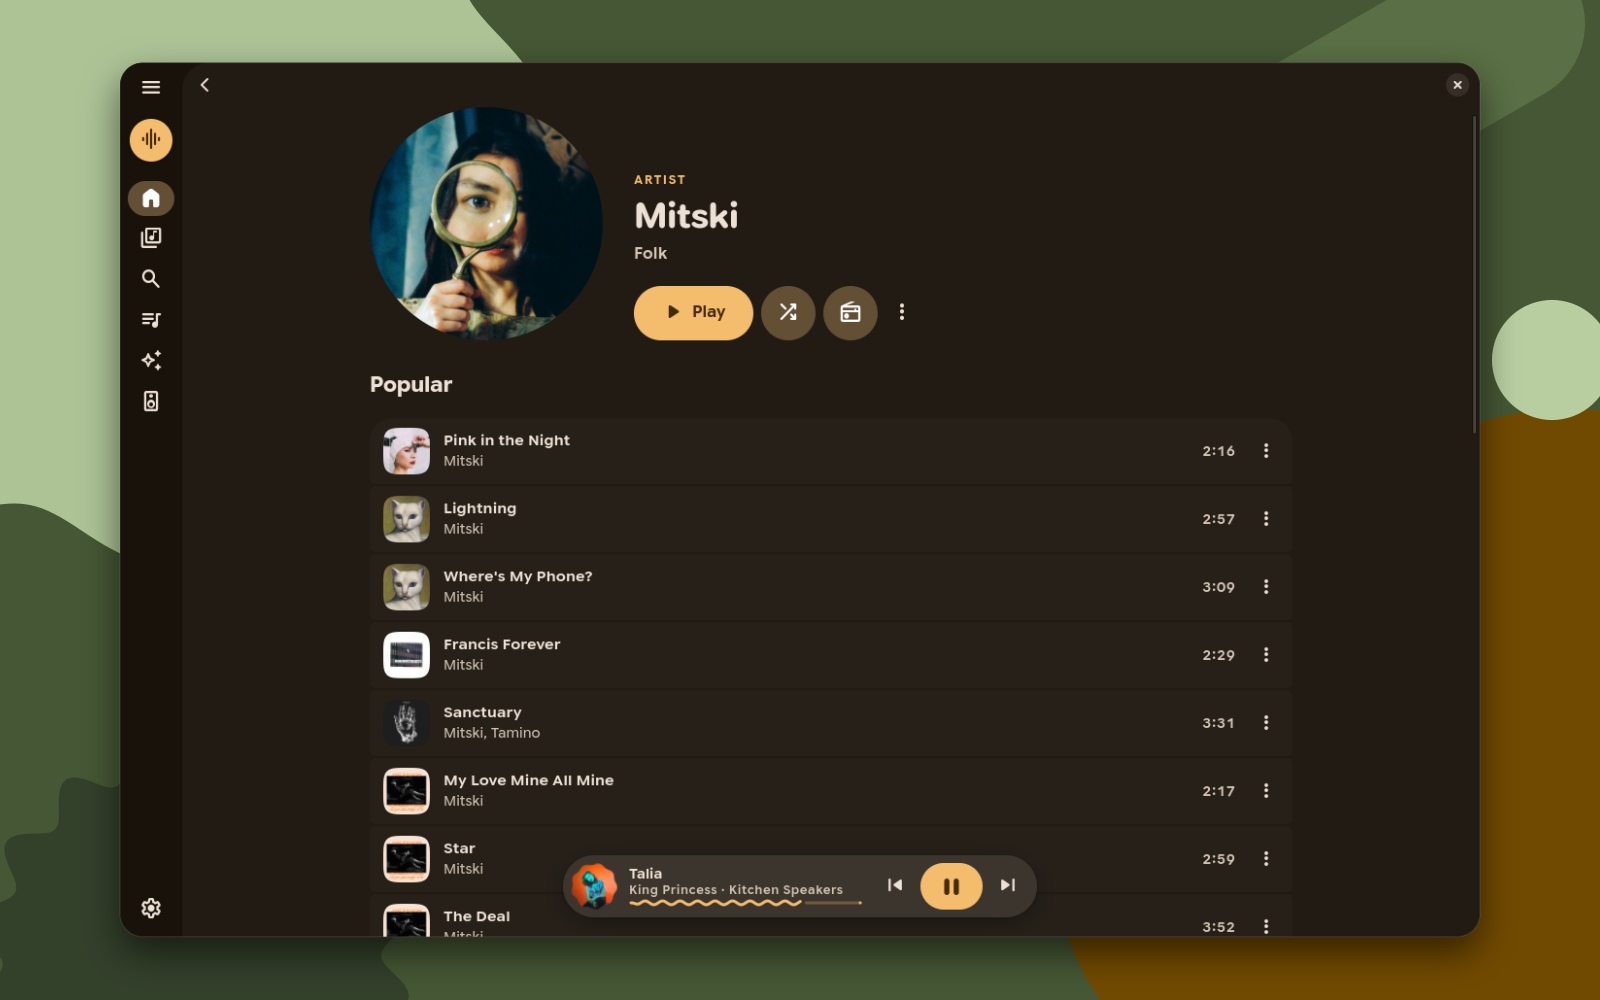 ARTIST
Mitski
Folk
Play
Popular
Pink in the Night
Mitski
2:16
Lightning
Mitski
2:57
Where's My Phone?
Mitski
3:09
Francis Forever
Mitski
2:29
Sanctuary
Mitski, Tamino
3:31
My Love Mine All Mine
Mitski
2:17
Star
Mitski
2:59
The Deal
Mitski
3:52
Talia
King Princess · Kitchen Speakers